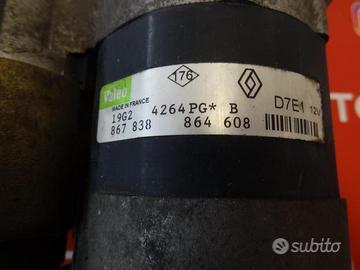 Valeo
176
D7E1 12V
MADE IN FRANCE
19G2 4264PG* B
867 838 864 608
subito